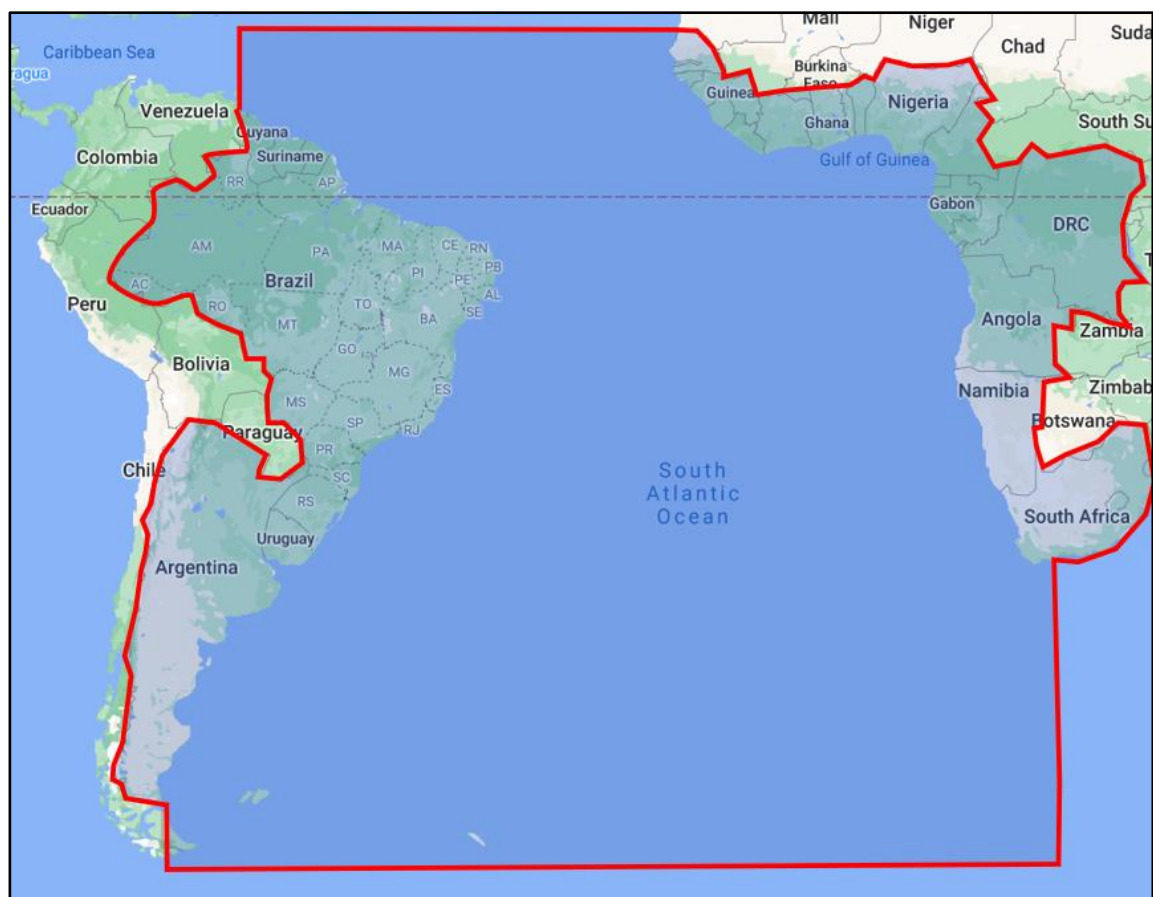 Mali
Niger
Chad
Suda
Caribbean Sea
ragua
Burkina
Faso
Venezuela
Guinea
Nigeria
Ghana
South Su
Guyana
Colombia
Suriname
Gulf of Guinea
RR
AP
Ecuador
Gabon
DRC
AM
PA
MA
CE
RN
PB
PI
PE
AL
SE
T
Brazil
AC
RO
TO
BA
Peru
MT
Angola
Zambia
GO
Bolivia
MG
ES
Namibia
Zimbab
MS
SP
RJ
Botswana
Paraguay
PR
Chile
SC
South
Atlantic
Ocean
RS
South Africa
Uruguay
Argentina